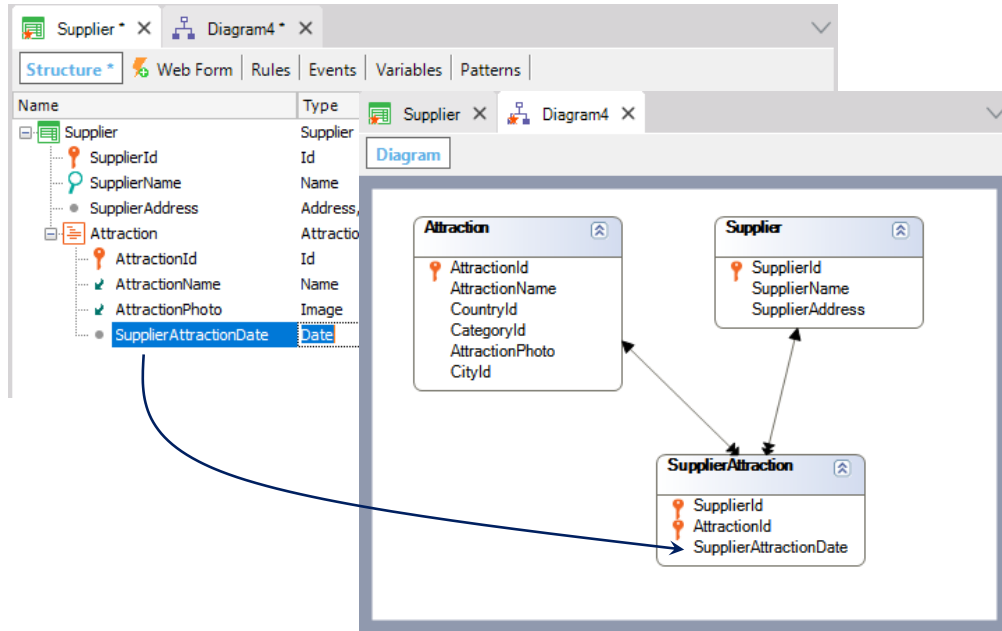 Supplier * Diagram4 *
Structure * Web Form Rules Events Variables Patterns
Name Type
Supplier Supplier
SupplierId Id
SupplierName Name
SupplierAddress Address,
Attraction Attractio
AttractionId Id
AttractionName Name
AttractionPhoto Image
SupplierAttractionDate Date
Supplier Diagram4
Diagram
Attraction
AttractionId
AttractionName
CountryId
CategoryId
AttractionPhoto
CityId
Supplier
SupplierId
SupplierName
SupplierAddress
SupplierAttraction
SupplierId
AttractionId
SupplierAttractionDate